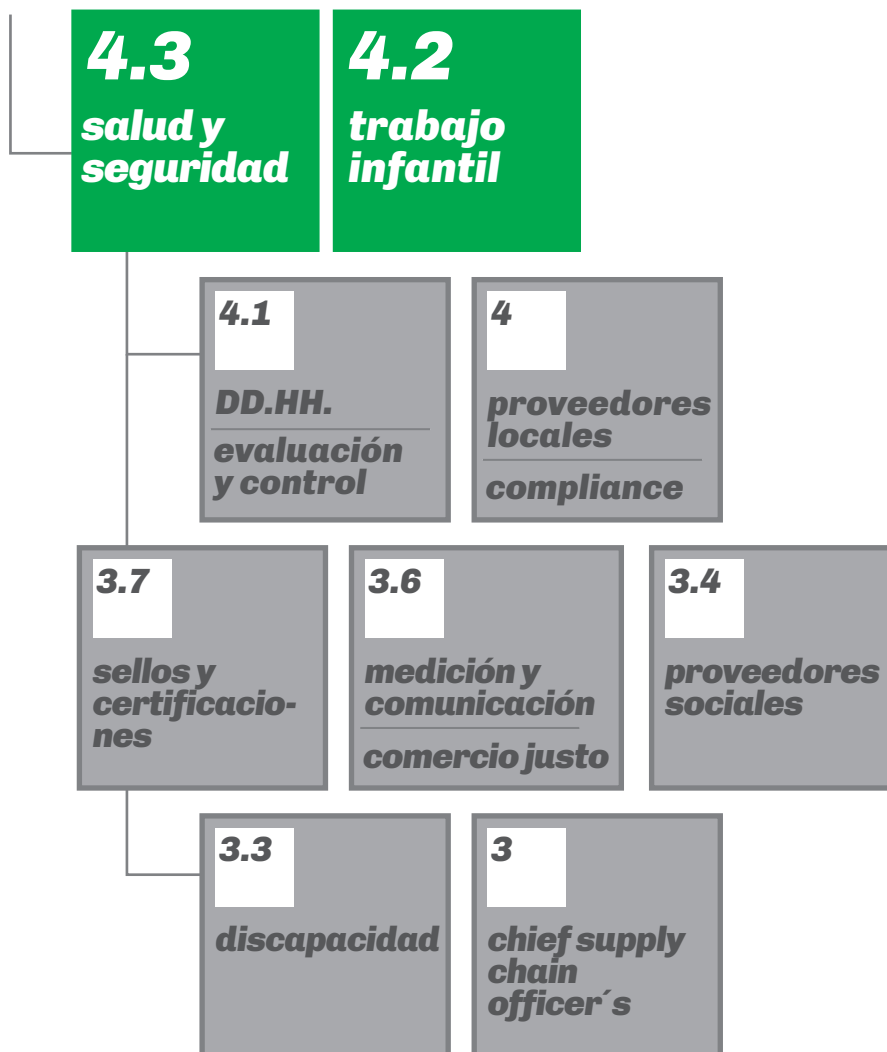 4.3
salud y
seguridad
4.2
trabajo
infantil
4.1
DD.HH.
evaluación
y control
4
proveedores
locales
compliance
3.7
sellos y
certificacio-
nes
3.6
medición y
comunicación
comercio justo
3.4
proveedores
sociales
3.3
discapacidad
3
chief supply
chain
officer´s